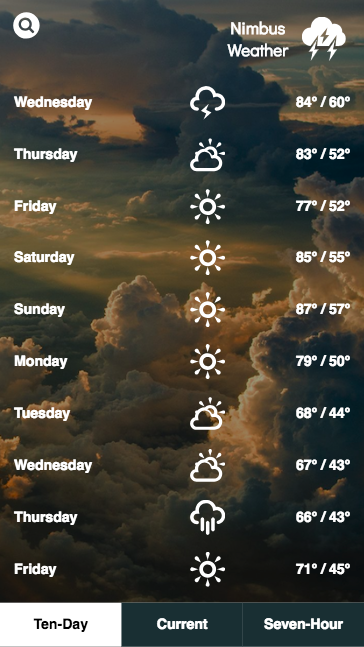 Nimbus
Weather
Wednesday 84° / 60°
Thursday 83° / 52°
Friday 77° / 52°
Saturday 85° / 55°
Sunday 87° / 57°
Monday 79° / 50°
Tuesday 68° / 44°
Wednesday 67° / 43°
Thursday 66° / 43°
Friday 71° / 45°
Ten-Day Current Seven-Hour